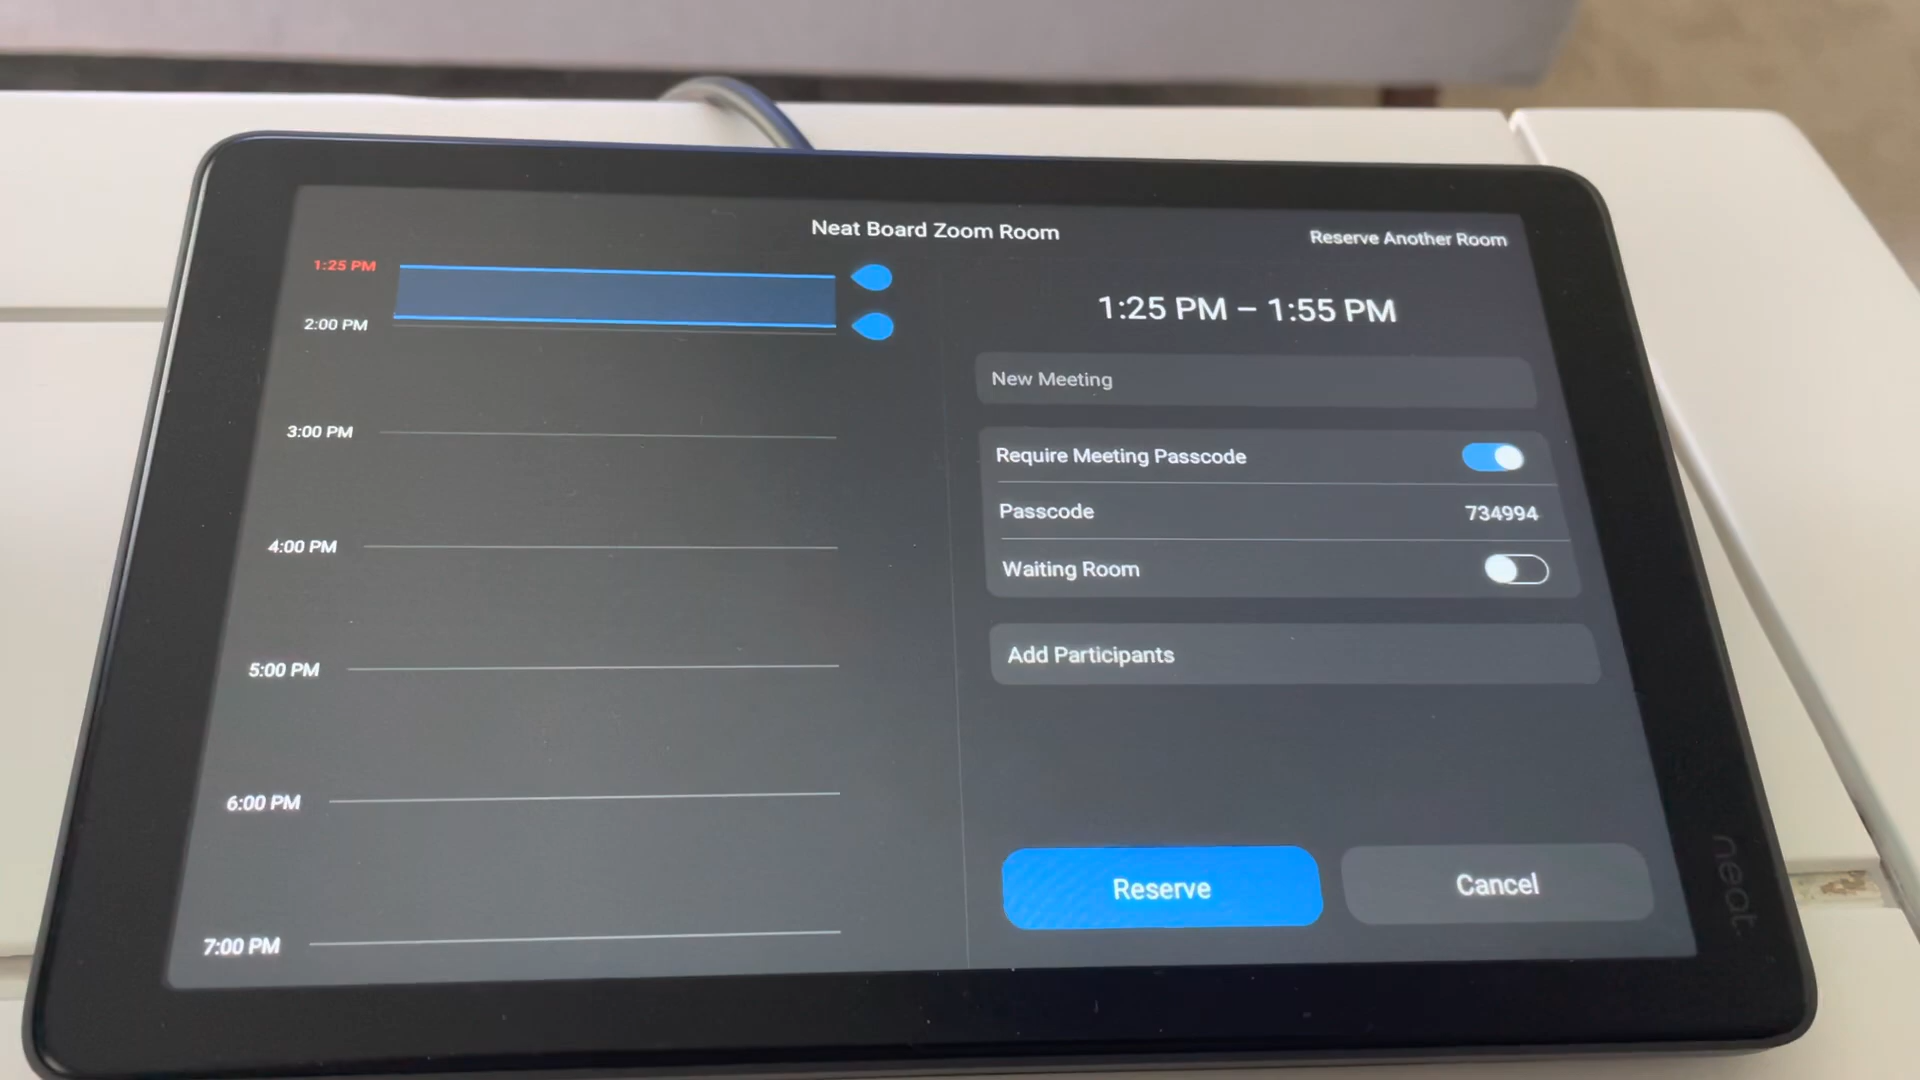 Neat Board Zoom Room
Reserve Another Room
1:25 PM
2:00 PM
3:00 PM
4:00 PM
5:00 PM
6:00 PM
7:00 PM
1:25 PM – 1:55 PM
New Meeting
Require Meeting Passcode
Passcode 734994
Waiting Room
Add Participants
Reserve
Cancel
neat.